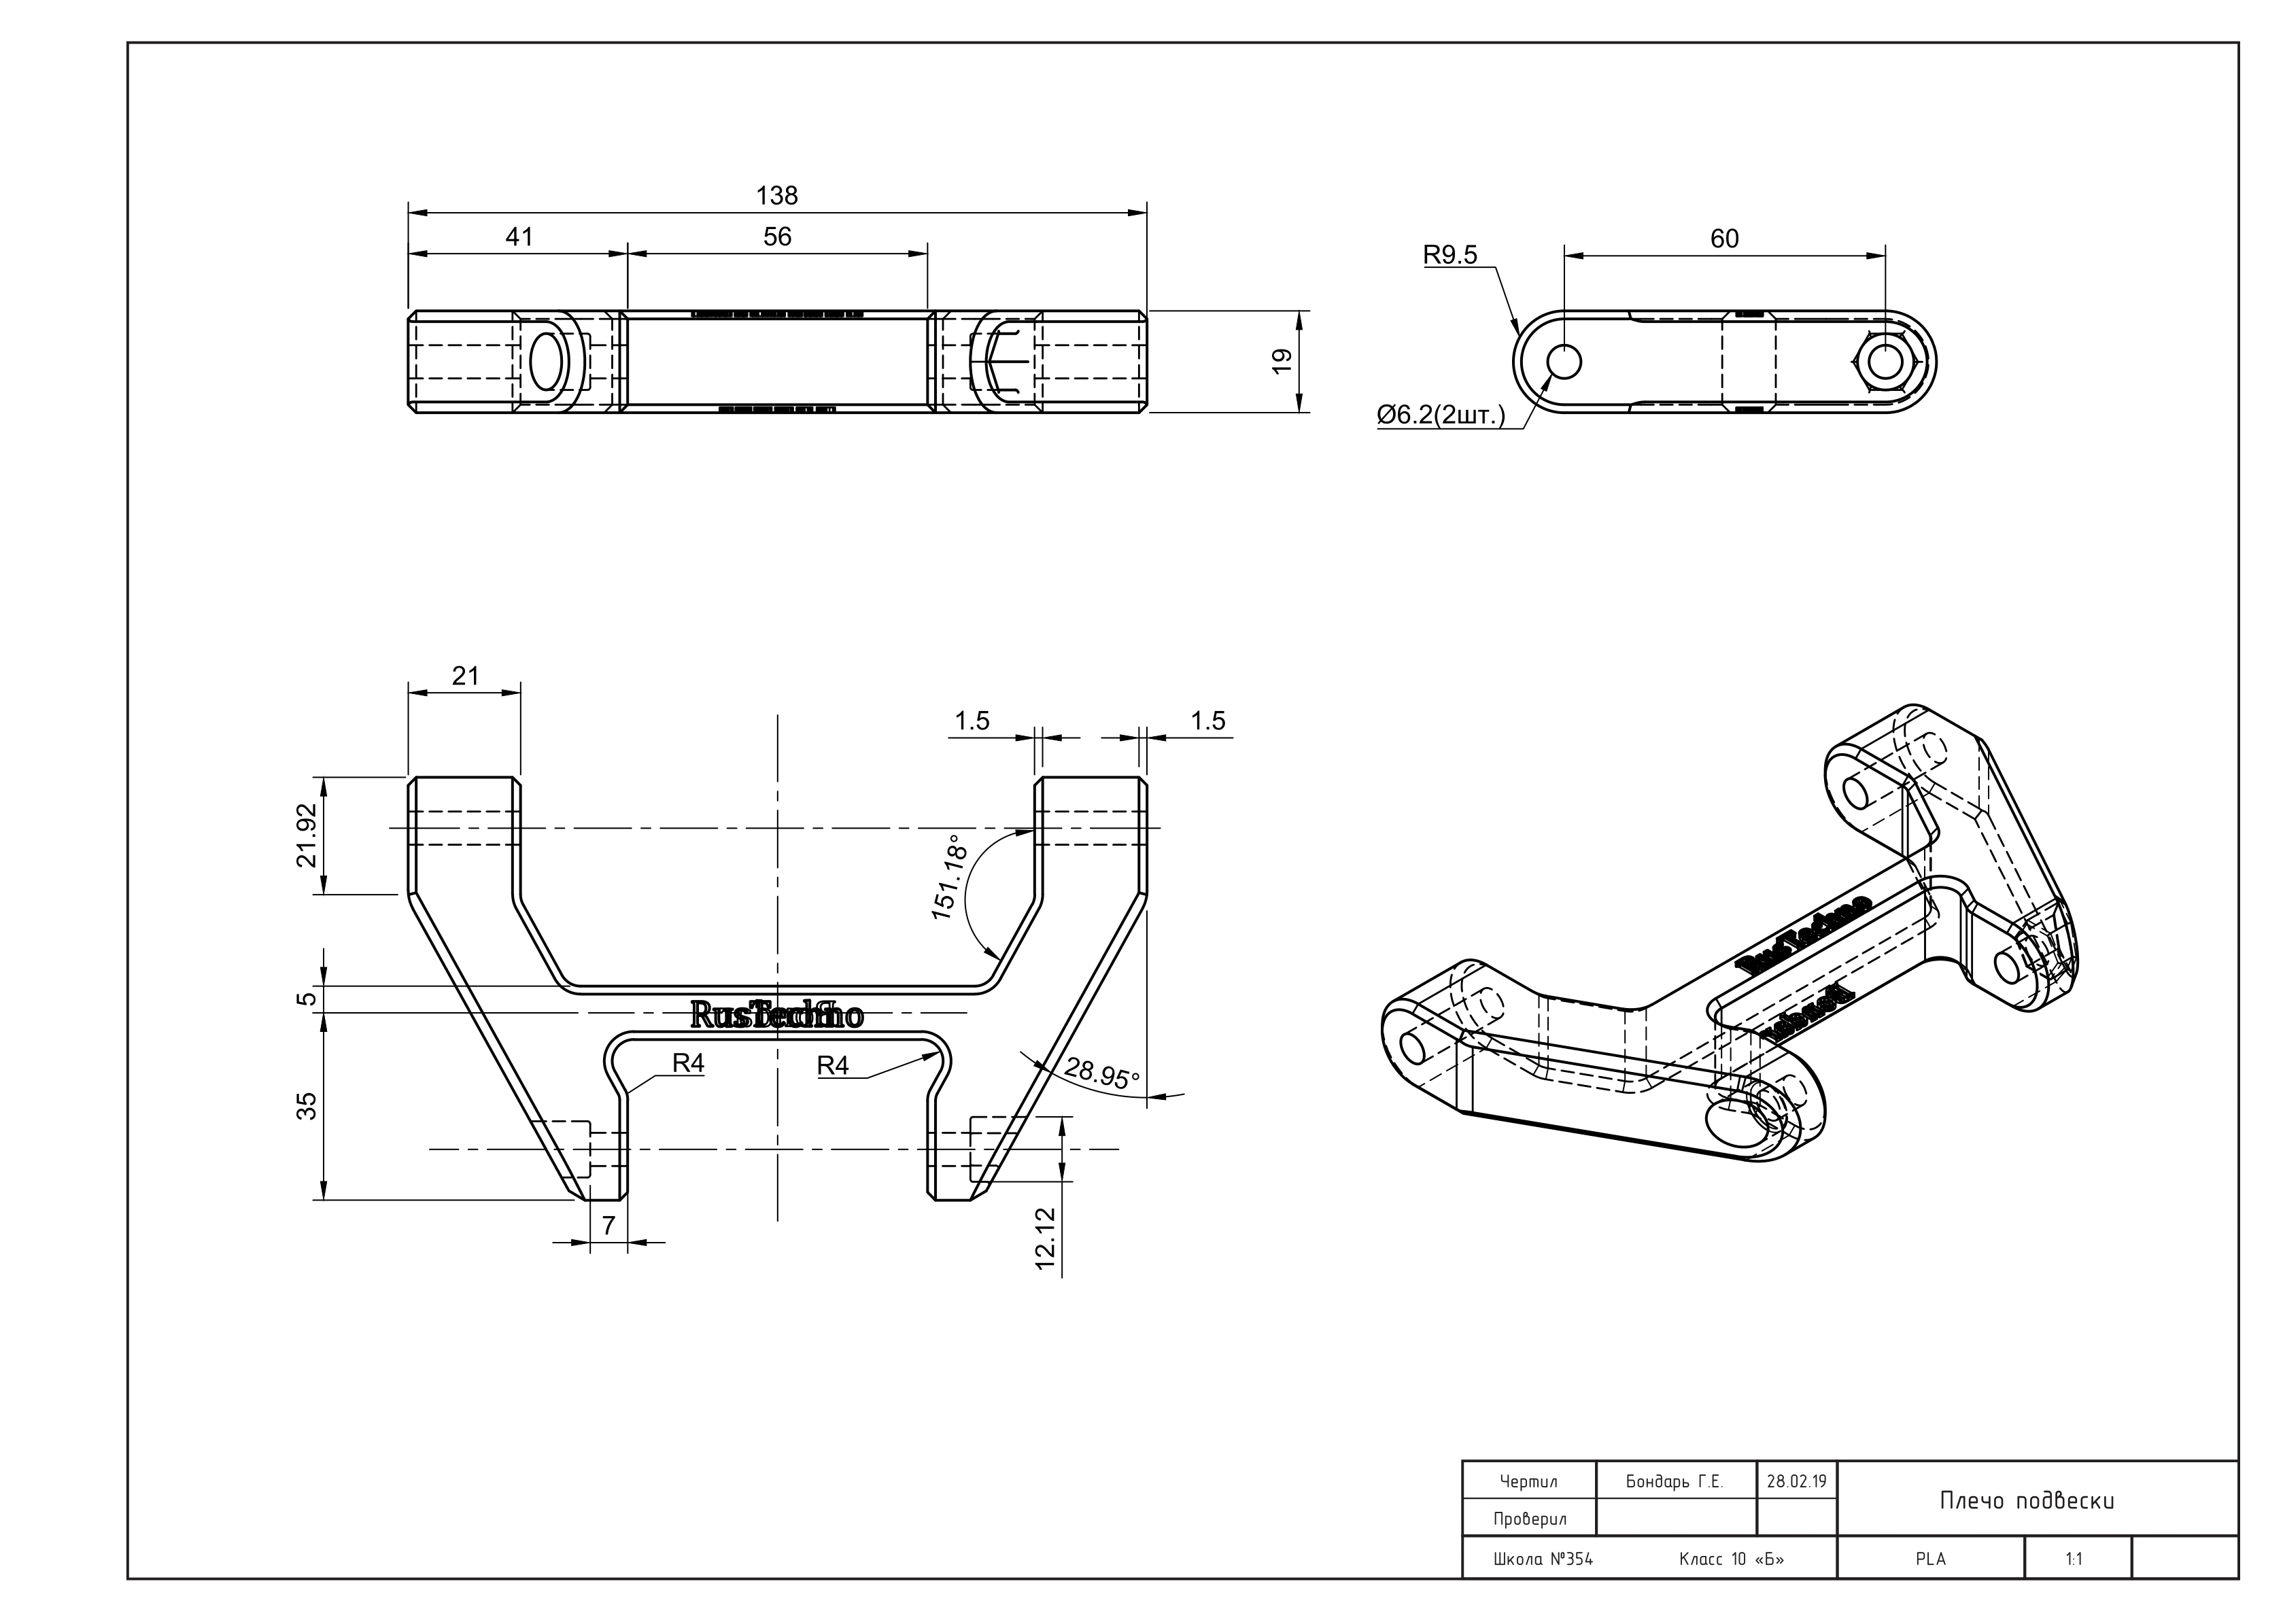 138
41
56
19
R9.5
60
Ø6.2(2шт.)
21
1.5
1.5
21.92
151.18°
5
RusTechno
R4
R4
28.95°
35
7
12.12
RusTechno
Чертил
Бондарь Г.Е.
28.02.19
Плечо подвески
Проверил
Школа №354
Класс 10 «Б»
PLA
1:1